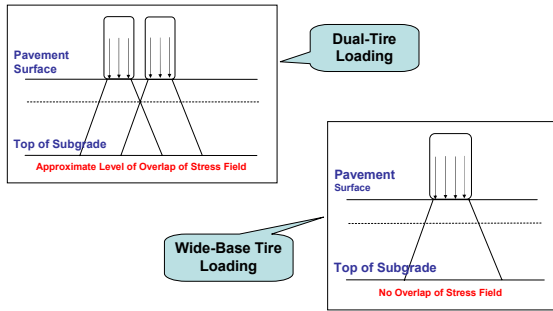 Pavement
Surface
Top of Subgrade
Approximate Level of Overlap of Stress Field
Dual-Tire
Loading
Wide-Base Tire
Loading
Pavement
Surface
Top of Subgrade
No Overlap of Stress Field